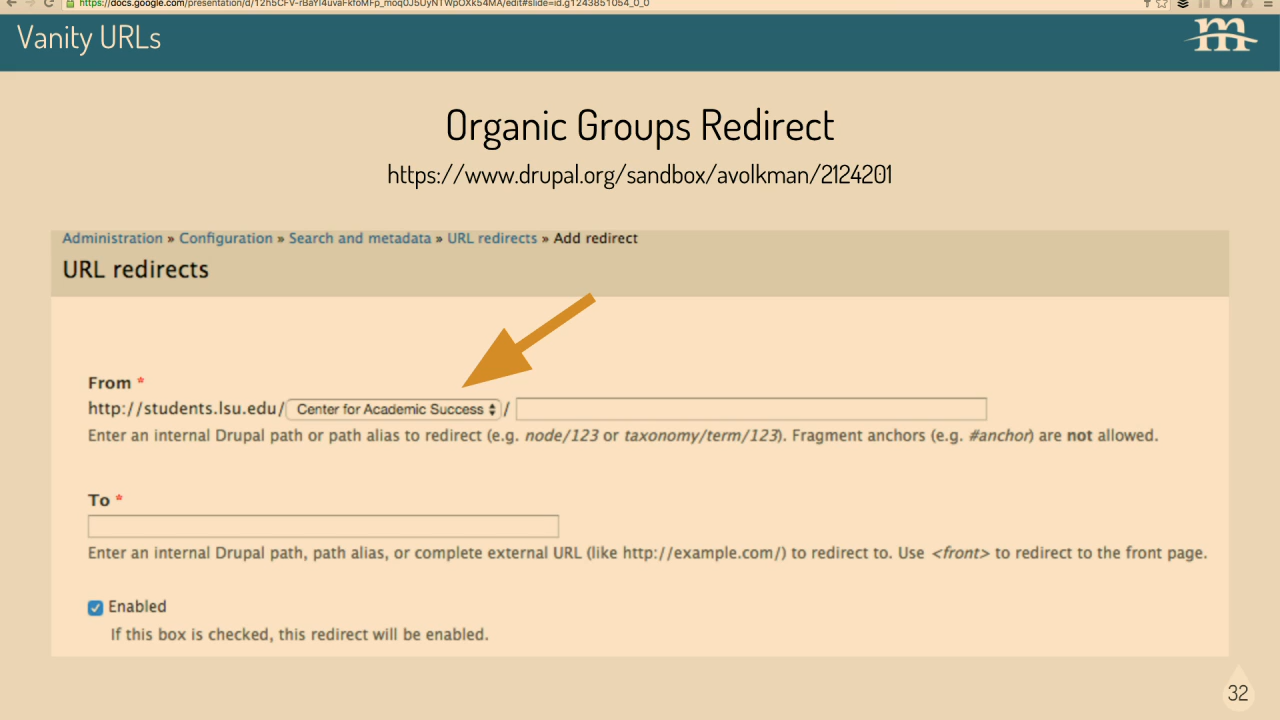 Vanity URLs
m
Organic Groups Redirect
https://www.drupal.org/sandbox/avolkman/2124201
Administration » Configuration » Search and metadata » URL redirects » Add redirect
URL redirects
From *
http://students.lsu.edu/ Center for Academic Success /
Enter an internal Drupal path or path alias to redirect (e.g. node/123 or taxonomy/term/123). Fragment anchors (e.g. #anchor) are not allowed.
To *
Enter an internal Drupal path, path alias, or complete external URL (like http://example.com/) to redirect to. Use <front> to redirect to the front page.
Enabled
If this box is checked, this redirect will be enabled.
32